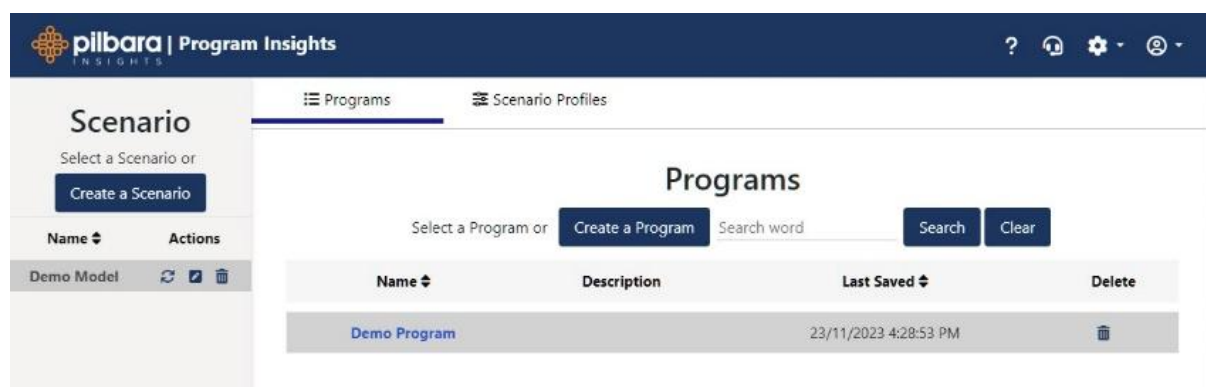 pilbara | Program Insights
INSIGHTS
?
Scenario
Select a Scenario or
Create a Scenario
Name Actions
Demo Model
Programs Scenario Profiles
Programs
Select a Program or Create a Program Search word Search Clear
Name Description Last Saved Delete
Demo Program 23/11/2023 4:28:53 PM